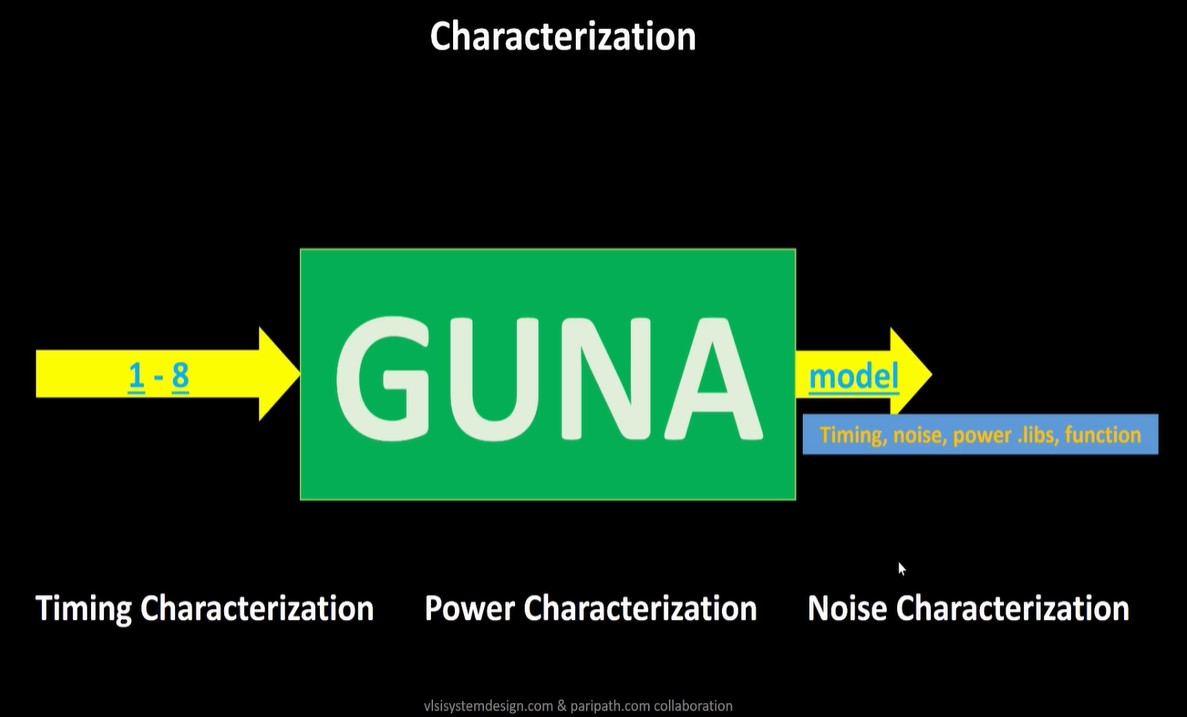 Characterization
1 - 8
GUNA
model
Timing, noise, power .libs, function
Timing Characterization
Power Characterization
Noise Characterization
vlsisystemdesign.com & paripath.com collaboration